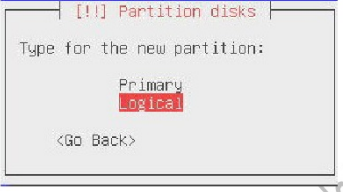 [!!] Partition disks
Type for the new partition:
Primary
Logical
<Go Back>